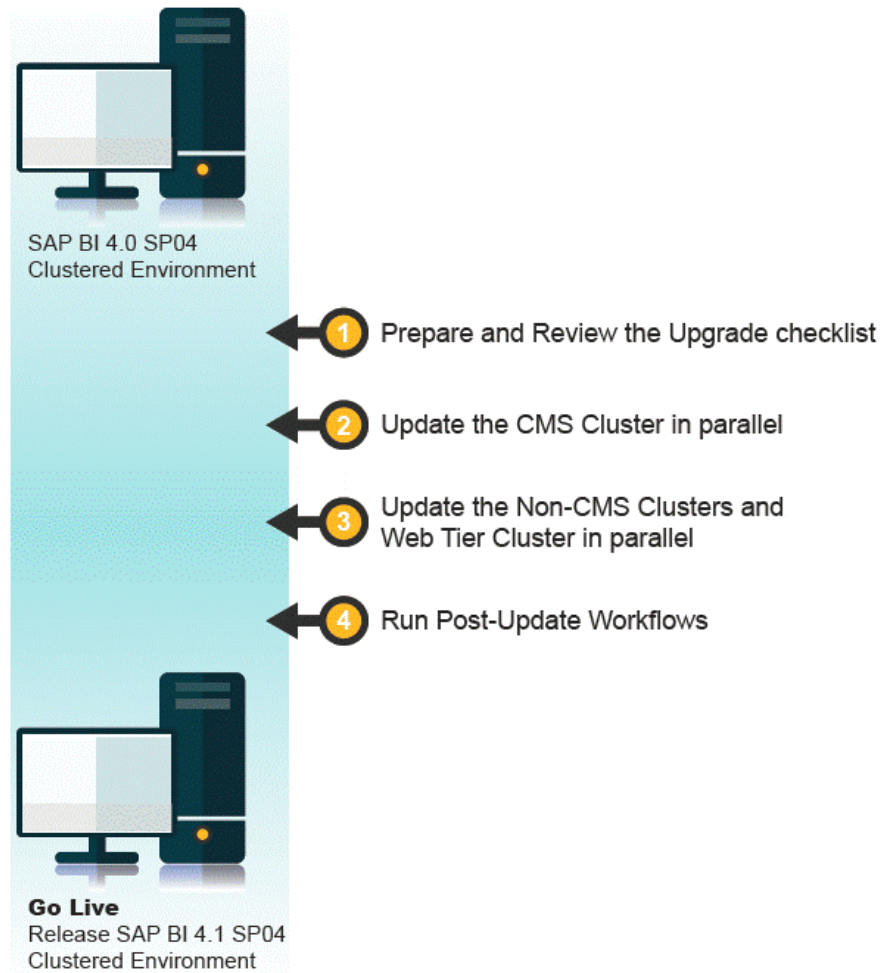 SAP BI 4.0 SP04
Clustered Environment
1 Prepare and Review the Upgrade checklist
2 Update the CMS Cluster in parallel
3 Update the Non-CMS Clusters and
Web Tier Cluster in parallel
4 Run Post-Update Workflows
Go Live
Release SAP BI 4.1 SP04
Clustered Environment